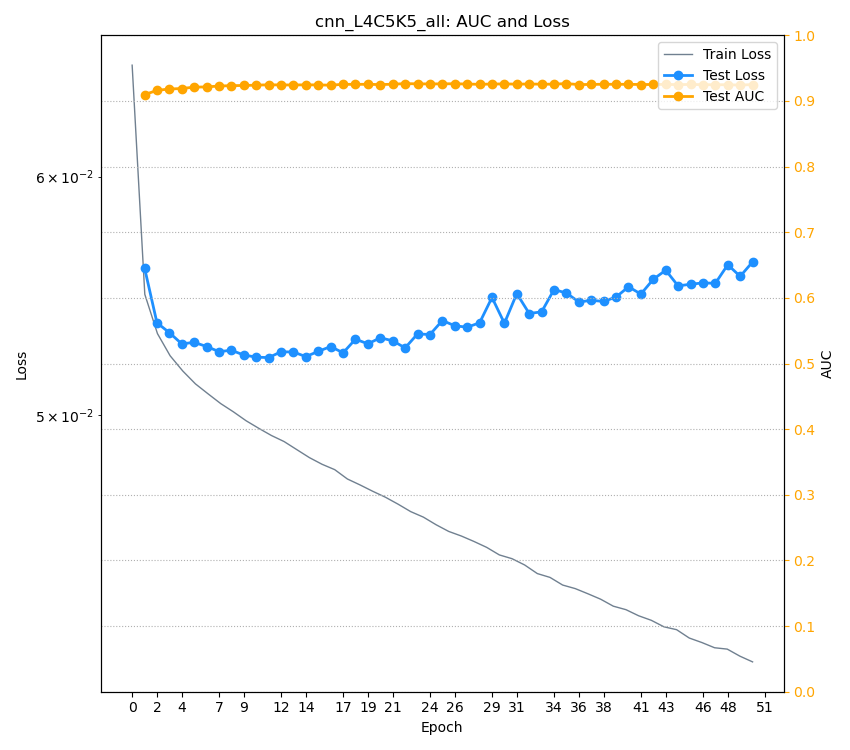 cnn_L4C5K5_all: AUC and Loss
Train Loss
Test Loss
Test AUC
Loss
6 × 10⁻²
5 × 10⁻²
1.0
0.9
0.8
0.7
0.6
0.5
0.4
0.3
0.2
0.1
0.0
AUC
0 2 4 7 9 12 14 17 19 21 24 26 29 31 34 36 38 41 43 46 48 51
Epoch